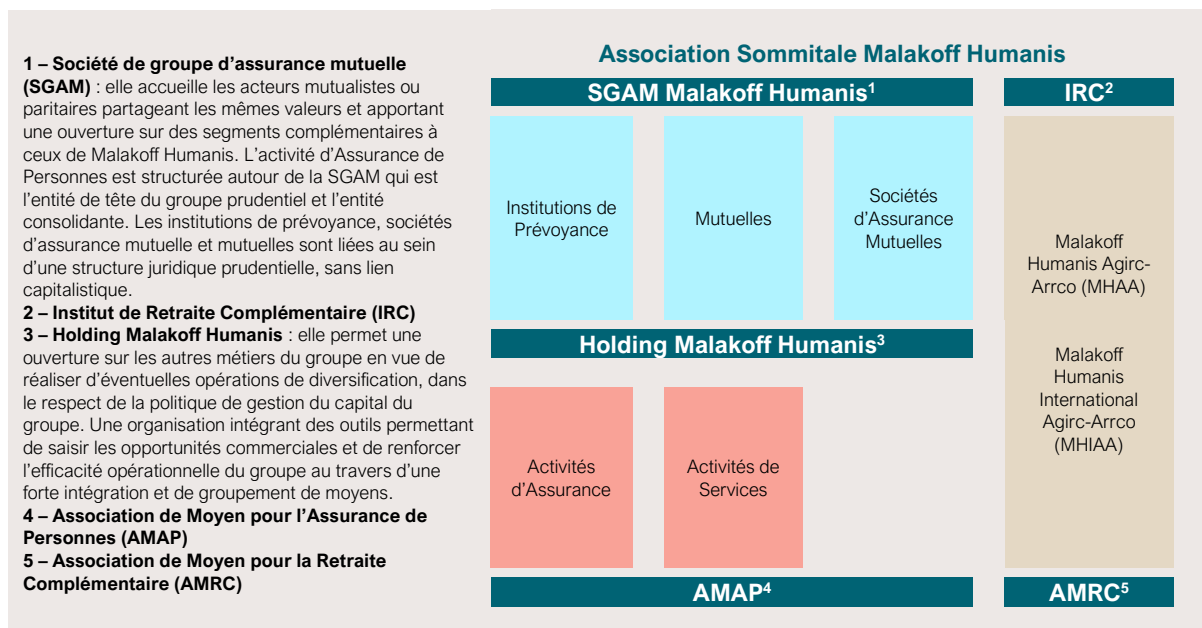 1 – Société de groupe d'assurance mutuelle
(SGAM) : elle accueille les acteurs mutualistes ou
paritaires partageant les mêmes valeurs et apportant
une ouverture sur des segments complémentaires à
ceux de Malakoff Humanis. L'activité d'Assurance de
Personnes est structurée autour de la SGAM qui est
l'entité de tête du groupe prudentiel et l'entité
consolidante. Les institutions de prévoyance, sociétés
d'assurance mutuelle et mutuelles sont liées au sein
d'une structure juridique prudentielle, sans lien
capitalistique.
2 – Institut de Retraite Complémentaire (IRC)
3 – Holding Malakoff Humanis : elle permet une
ouverture sur les autres métiers du groupe en vue de
réaliser d'éventuelles opérations de diversification, dans
le respect de la politique de gestion du capital du
groupe. Une organisation intégrant des outils permettant
de saisir les opportunités commerciales et de renforcer
l'efficacité opérationnelle du groupe au travers d'une
forte intégration et de groupement de moyens.
4 – Association de Moyen pour l'Assurance de
Personnes (AMAP)
5 – Association de Moyen pour la Retraite
Complémentaire (AMRC)
Association Sommitale Malakoff Humanis
SGAM Malakoff Humanis¹
IRC²
Institutions de
Prévoyance
Mutuelles
Sociétés
d'Assurance
Mutuelles
Malakoff
Humanis Agirc-
Arrco (MHAA)
Malakoff
Humanis
International
Agirc-Arrco
(MHIAA)
Holding Malakoff Humanis³
Activités
d'Assurance
Activités de
Services
AMAP⁴
AMRC⁵